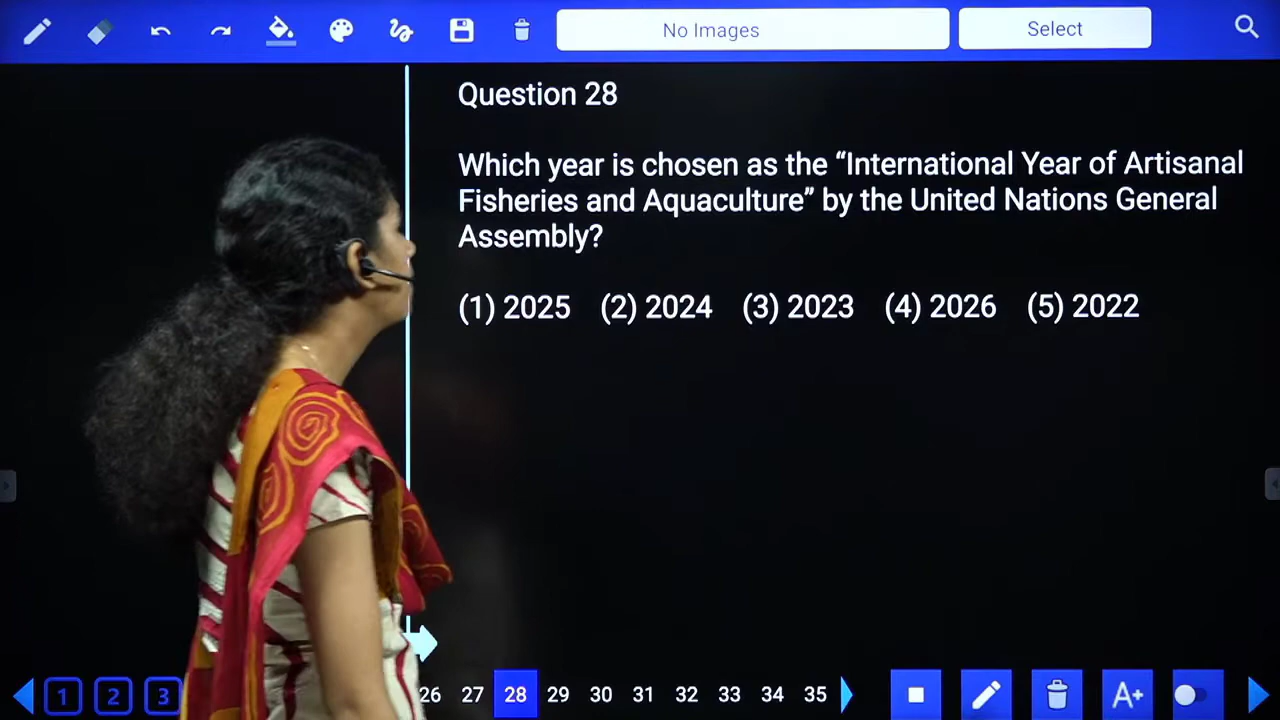 No Images
Select
Question 28
Which year is chosen as the “International Year of Artisanal
Fisheries and Aquaculture” by the United Nations General
Assembly?
(1) 2025 (2) 2024 (3) 2023 (4) 2026 (5) 2022
1 2 3 26 27 28 29 30 31 32 33 34 35 A+